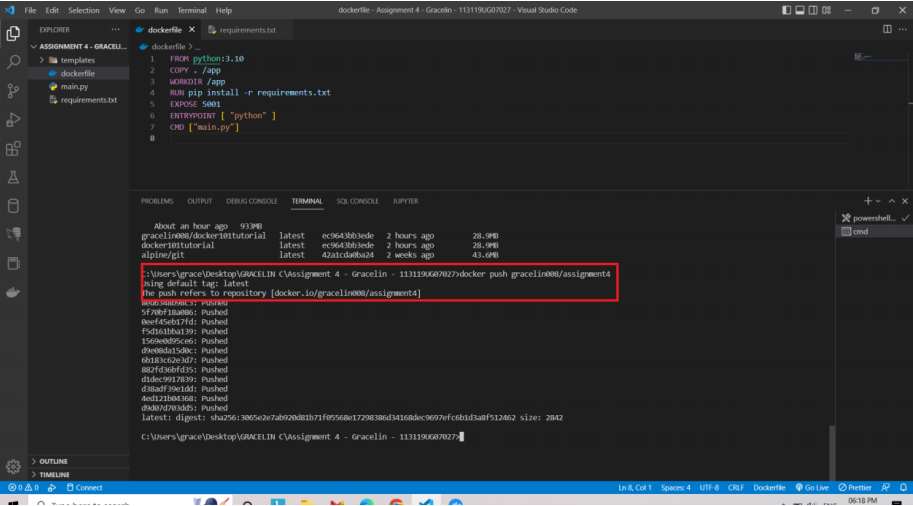 File Edit Selection View Go Run Terminal Help
dockerfile - Assignment 4 - Gracelin - 113119UG07027 - Visual Studio Code
EXPLORER
ASSIGNMENT 4 - GRACELI...
templates
dockerfile
main.py
requirements.txt
OUTLINE
TIMELINE
dockerfile
requirements.txt
dockerfile > ...
1 FROM python:3.10
2 COPY . /app
3 WORKDIR /app
4 RUN pip install -r requirements.txt
5 EXPOSE 5001
6 ENTRYPOINT [ "python" ]
7 CMD ["main.py"]
8
PROBLEMS OUTPUT DEBUG CONSOLE TERMINAL SQL CONSOLE JUPYTER
powershell...
cmd
About an hour ago 933MB
gracelin008/docker101tutorial latest ec9643bb3ede 2 hours ago 28.9MB
docker101tutorial latest ec9643bb3ede 2 hours ago 28.9MB
alpine/git latest 42a1cda0ba24 2 weeks ago 43.6MB
C:\Users\grace\Desktop\GRACELIN C\Assignment 4 - Gracelin - 113119UG07027>docker push gracelin008/assignment4
Using default tag: latest
The push refers to repository [docker.io/gracelin008/assignment4]
Pushed
5f70bf18a086: Pushed
0eef45eb17fd: Pushed
f5d161bba139: Pushed
1569e0d95ce6: Pushed
d9e08da15d0c: Pushed
6b183c62e3d7: Pushed
882fd36bfd35: Pushed
d1dec9917839: Pushed
d38adf39e1dd: Pushed
4ed121b04368: Pushed
d9d07d703dd5: Pushed
latest: digest: sha256:3065e2e7ab920d81b71f05568e17298386d34168dec9697efc6b1d3a8f512462 size: 2842
C:\Users\grace\Desktop\GRACELIN C\Assignment 4 - Gracelin - 113119UG07027>
0 0 Connect
Ln 8, Col 1 Spaces: 4 UTF-8 CRLF Dockerfile Go Live Prettier
06:18 PM